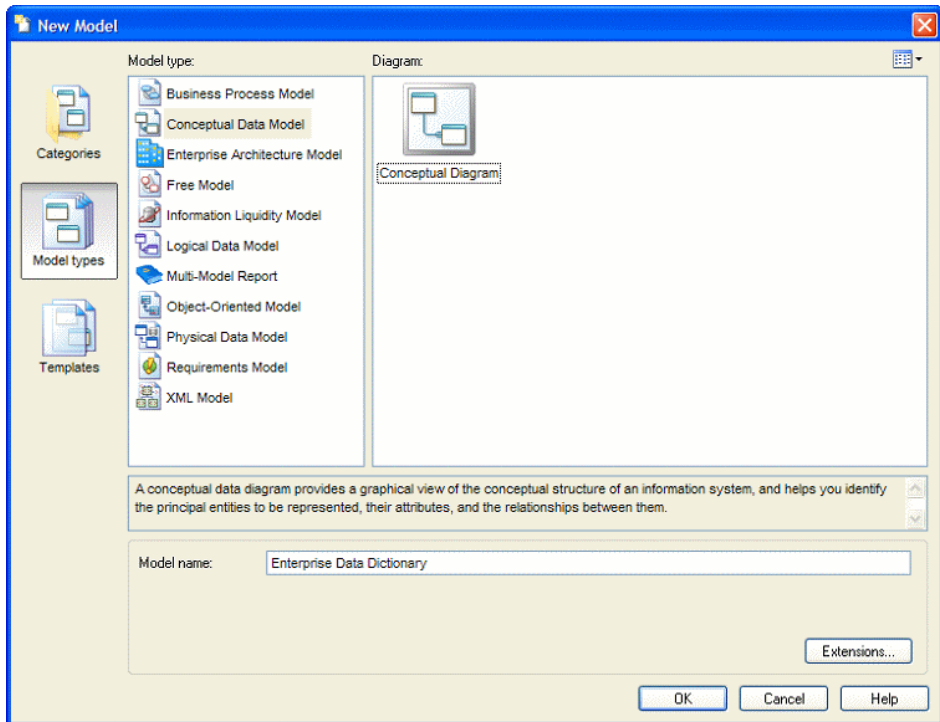 New Model
Model type:
Diagram:
Categories
Model types
Templates
Business Process Model
Conceptual Data Model
Enterprise Architecture Model
Free Model
Information Liquidity Model
Logical Data Model
Multi-Model Report
Object-Oriented Model
Physical Data Model
Requirements Model
XML Model
Conceptual Diagram
A conceptual data diagram provides a graphical view of the conceptual structure of an information system, and helps you identify
the principal entities to be represented, their attributes, and the relationships between them.
Model name:
Enterprise Data Dictionary
Extensions...
OK
Cancel
Help